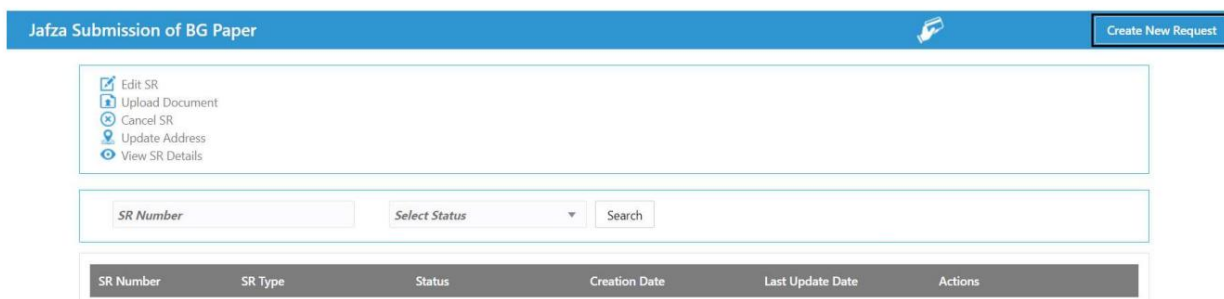 Jafza Submission of BG Paper
Create New Request
Edit SR
Upload Document
Cancel SR
Update Address
View SR Details
SR Number Select Status Search
SR Number SR Type Status Creation Date Last Update Date Actions